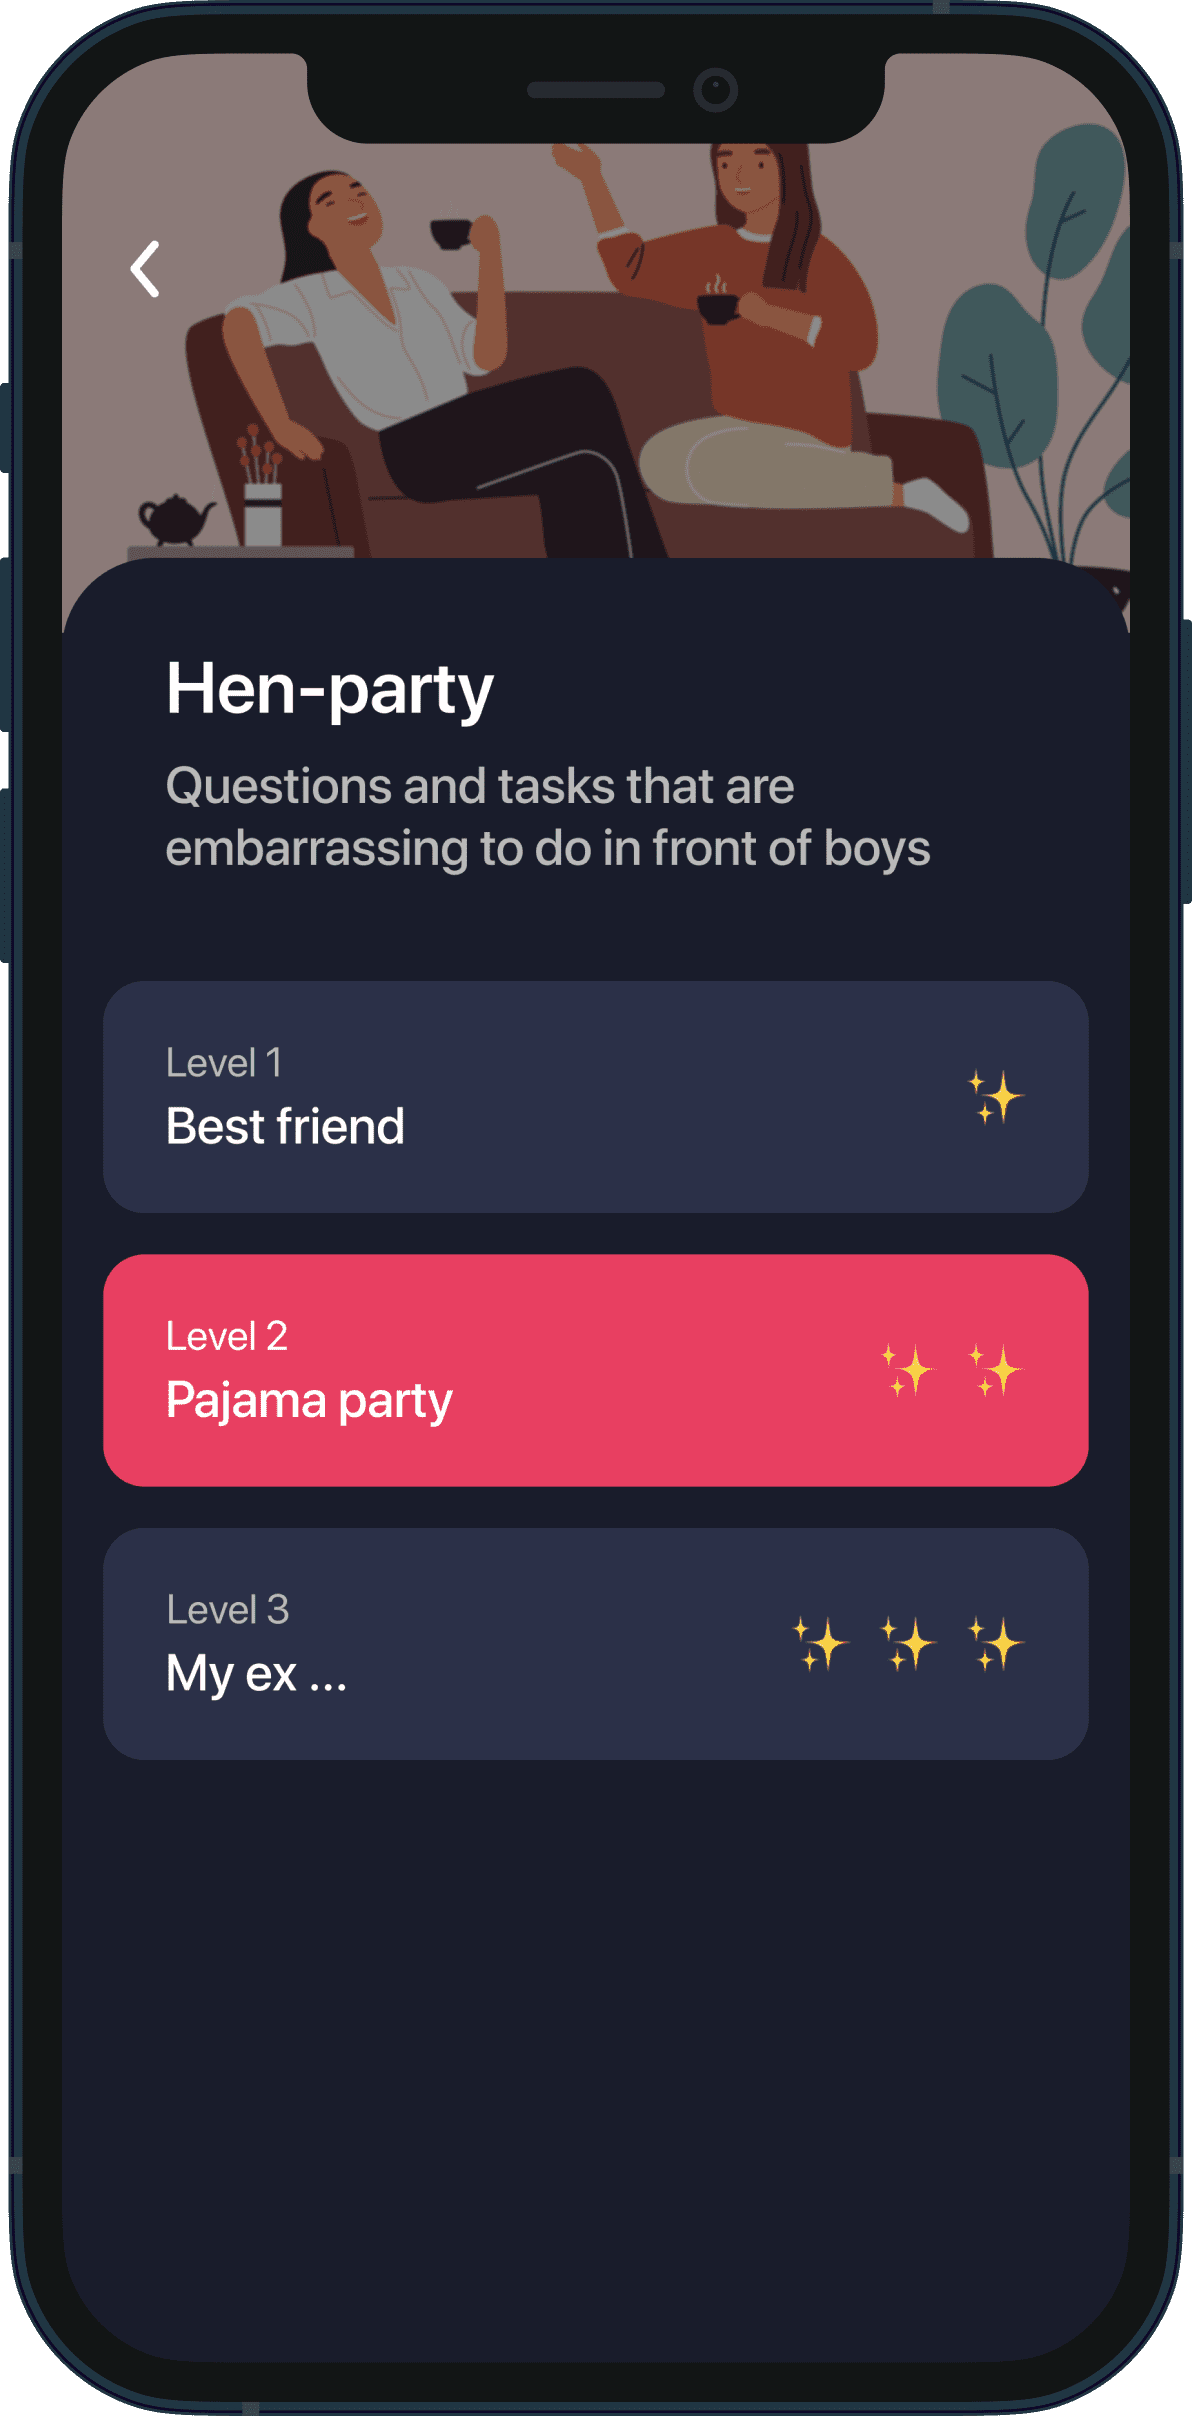 Hen-party
Questions and tasks that are
embarrassing to do in front of boys
Level 1
Best friend
Level 2
Pajama party
Level 3
My ex ...